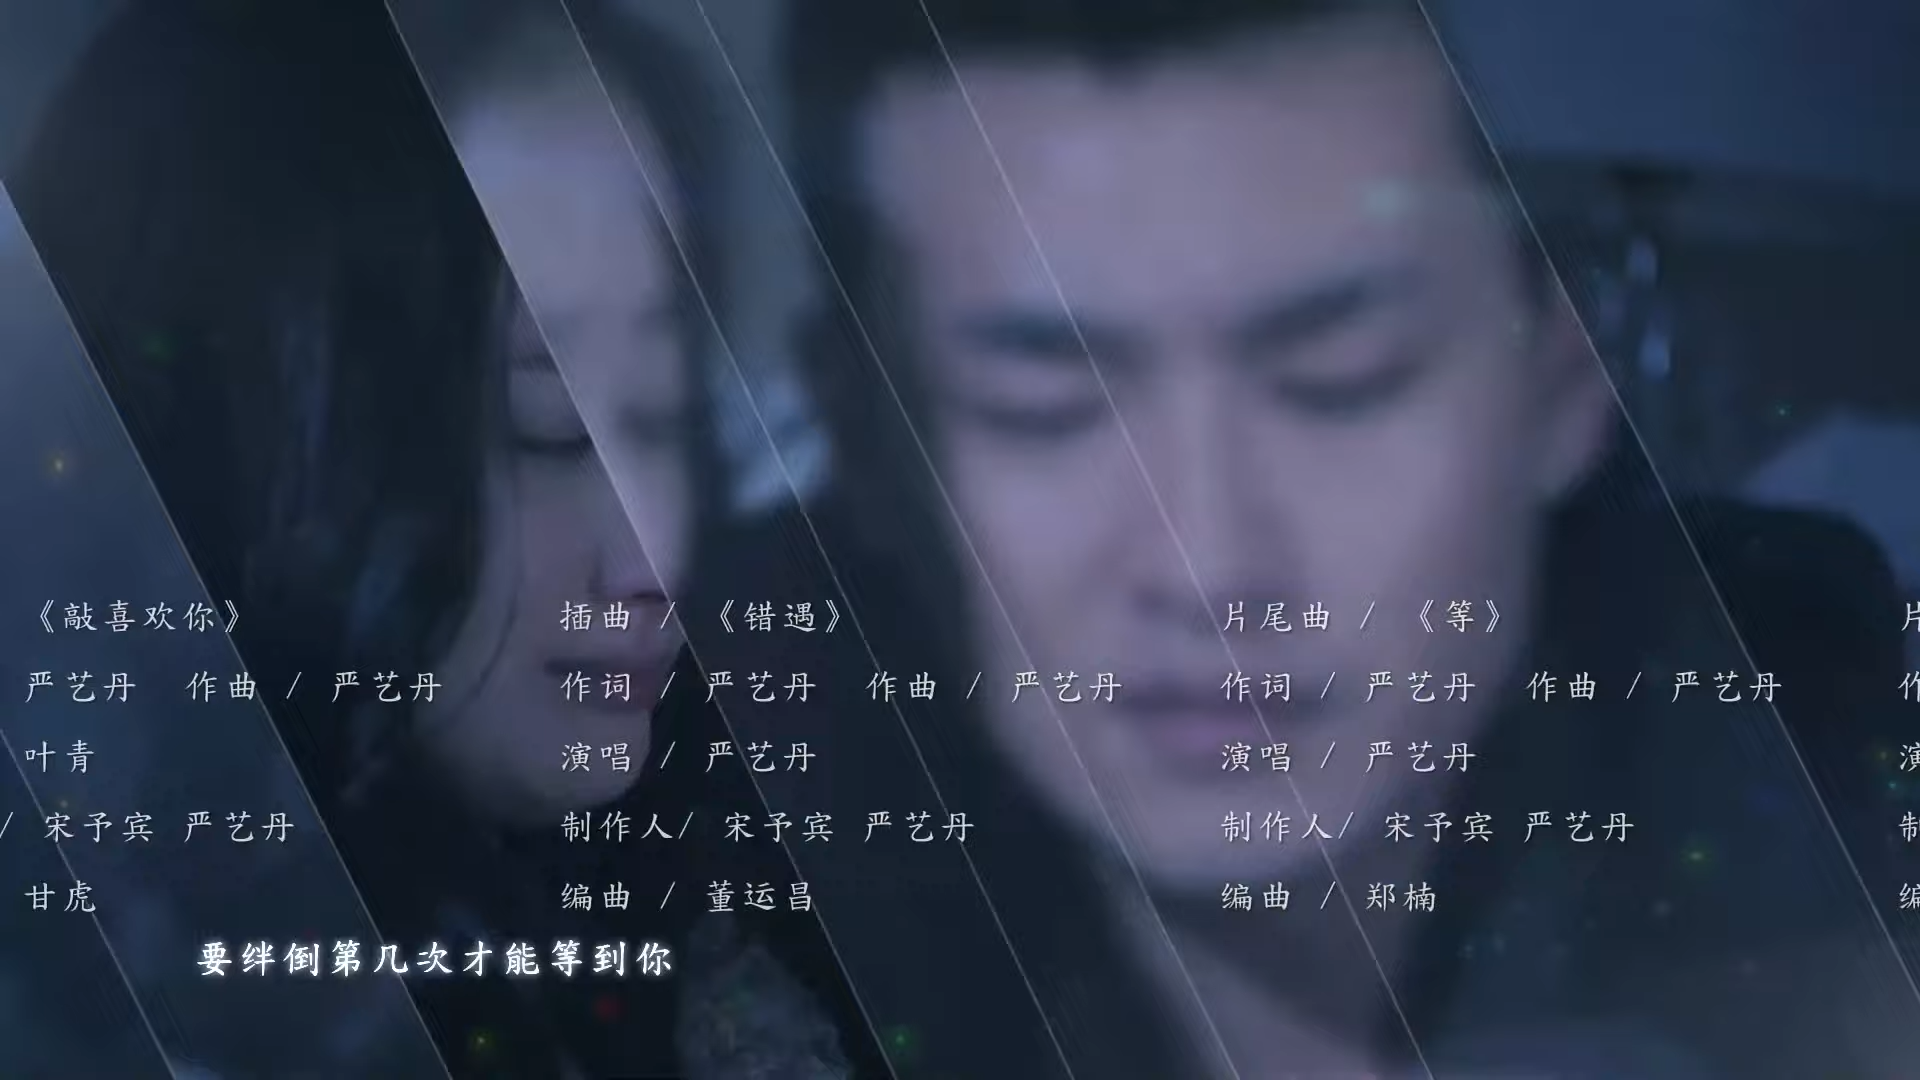 《敲喜欢你》
严艺丹 作曲 / 严艺丹
叶青
/ 宋予宾 严艺丹
甘虎
插曲 / 《错遇》
作词 / 严艺丹 作曲 / 严艺丹
演唱 / 严艺丹
制作人/ 宋予宾 严艺丹
编曲 / 董运昌
片尾曲 / 《等》
作词 / 严艺丹 作曲 / 严艺丹
演唱 / 严艺丹
制作人/ 宋予宾 严艺丹
编曲 / 郑楠
要绊倒第几次才能等到你